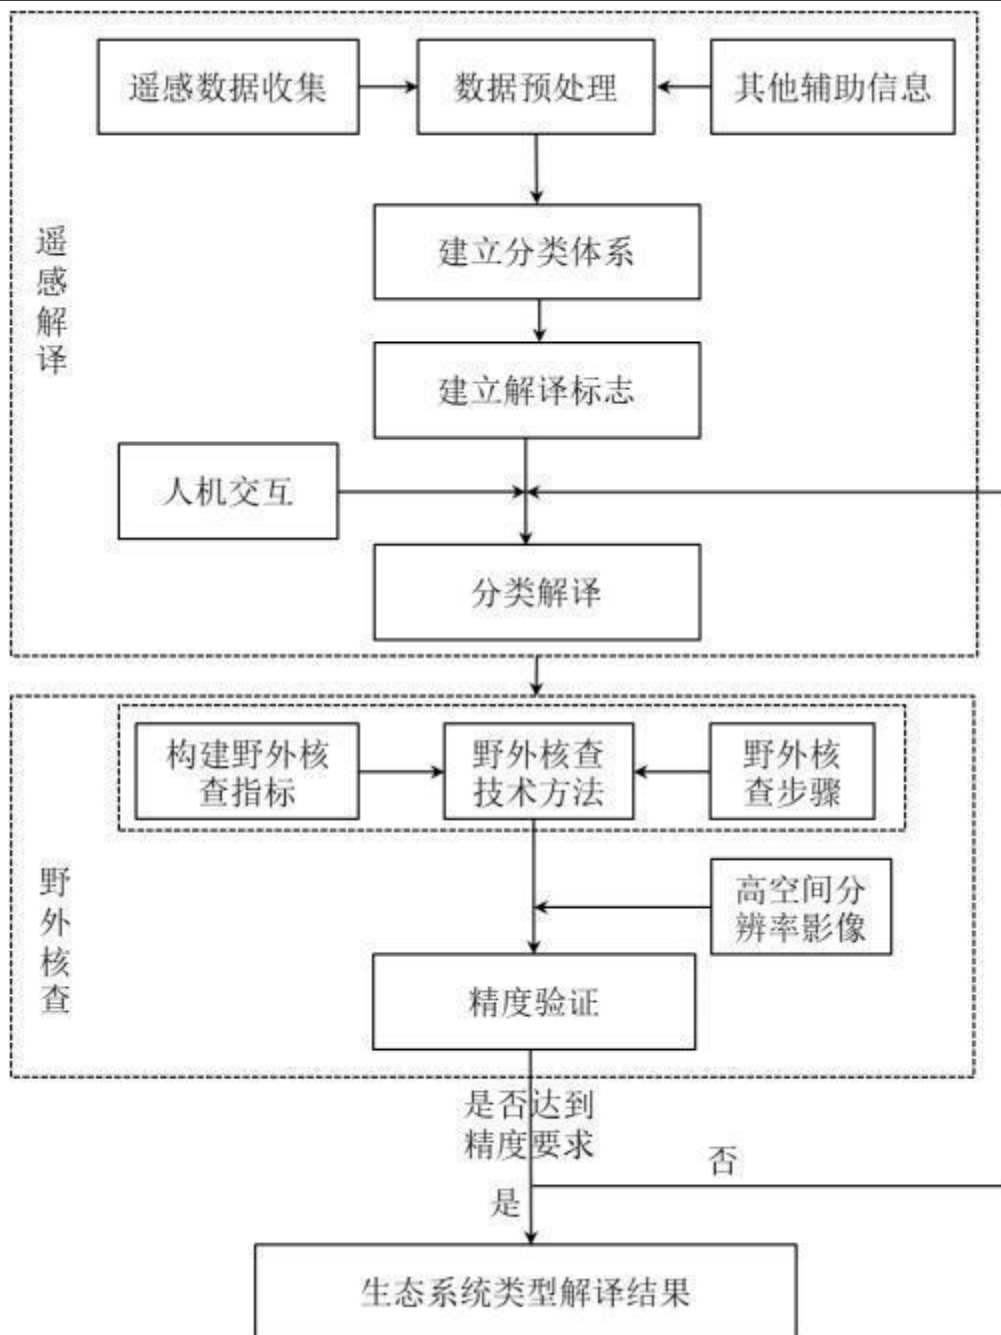 遥感数据收集
数据预处理
其他辅助信息
建立分类体系
遥感解译
建立解译标志
人机交互
分类解译
构建野外核
查指标
野外核查
技术方法
野外核
查步骤
高空间分
辨率影像
野外核查
精度验证
是否达到
精度要求
否
是
生态系统类型解译结果